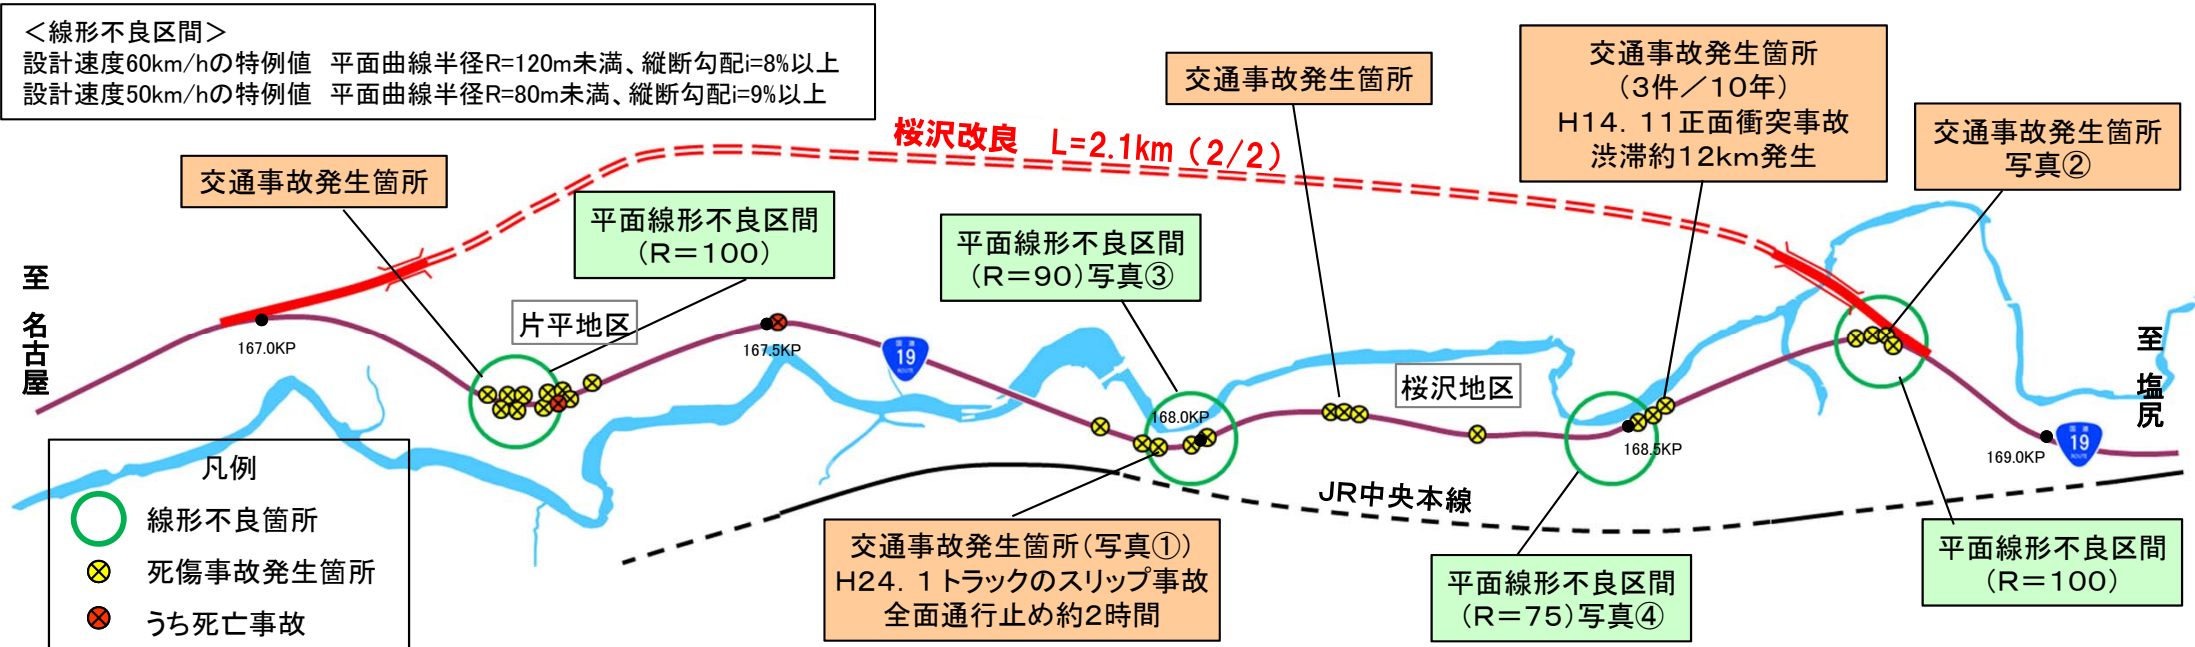 ＜線形不良区間＞
設計速度60km/hの特例値　平面曲線半径R=120m未満、縦断勾配i=8%以上
設計速度50km/hの特例値　平面曲線半径R=80m未満、縦断勾配i=9%以上
桜沢改良　L=2.1km（2/2）
交通事故発生箇所
交通事故発生箇所
（3件／10年）
H14．11正面衝突事故
渋滞約12km発生
交通事故発生箇所
写真②
交通事故発生箇所
平面線形不良区間
（R＝100）
平面線形不良区間
（R＝90）写真③
至 名古屋
片平地区
桜沢地区
至 塩尻
167.0KP
167.5KP
168.0KP
168.5KP
169.0KP
国道
19
ROUTE
国道
19
ROUTE
JR中央本線
凡例
線形不良箇所
死傷事故発生箇所
うち死亡事故
交通事故発生箇所（写真①）
H24．1トラックのスリップ事故
全面通行止め約2時間
平面線形不良区間
（R＝75）写真④
平面線形不良区間
（R＝100）